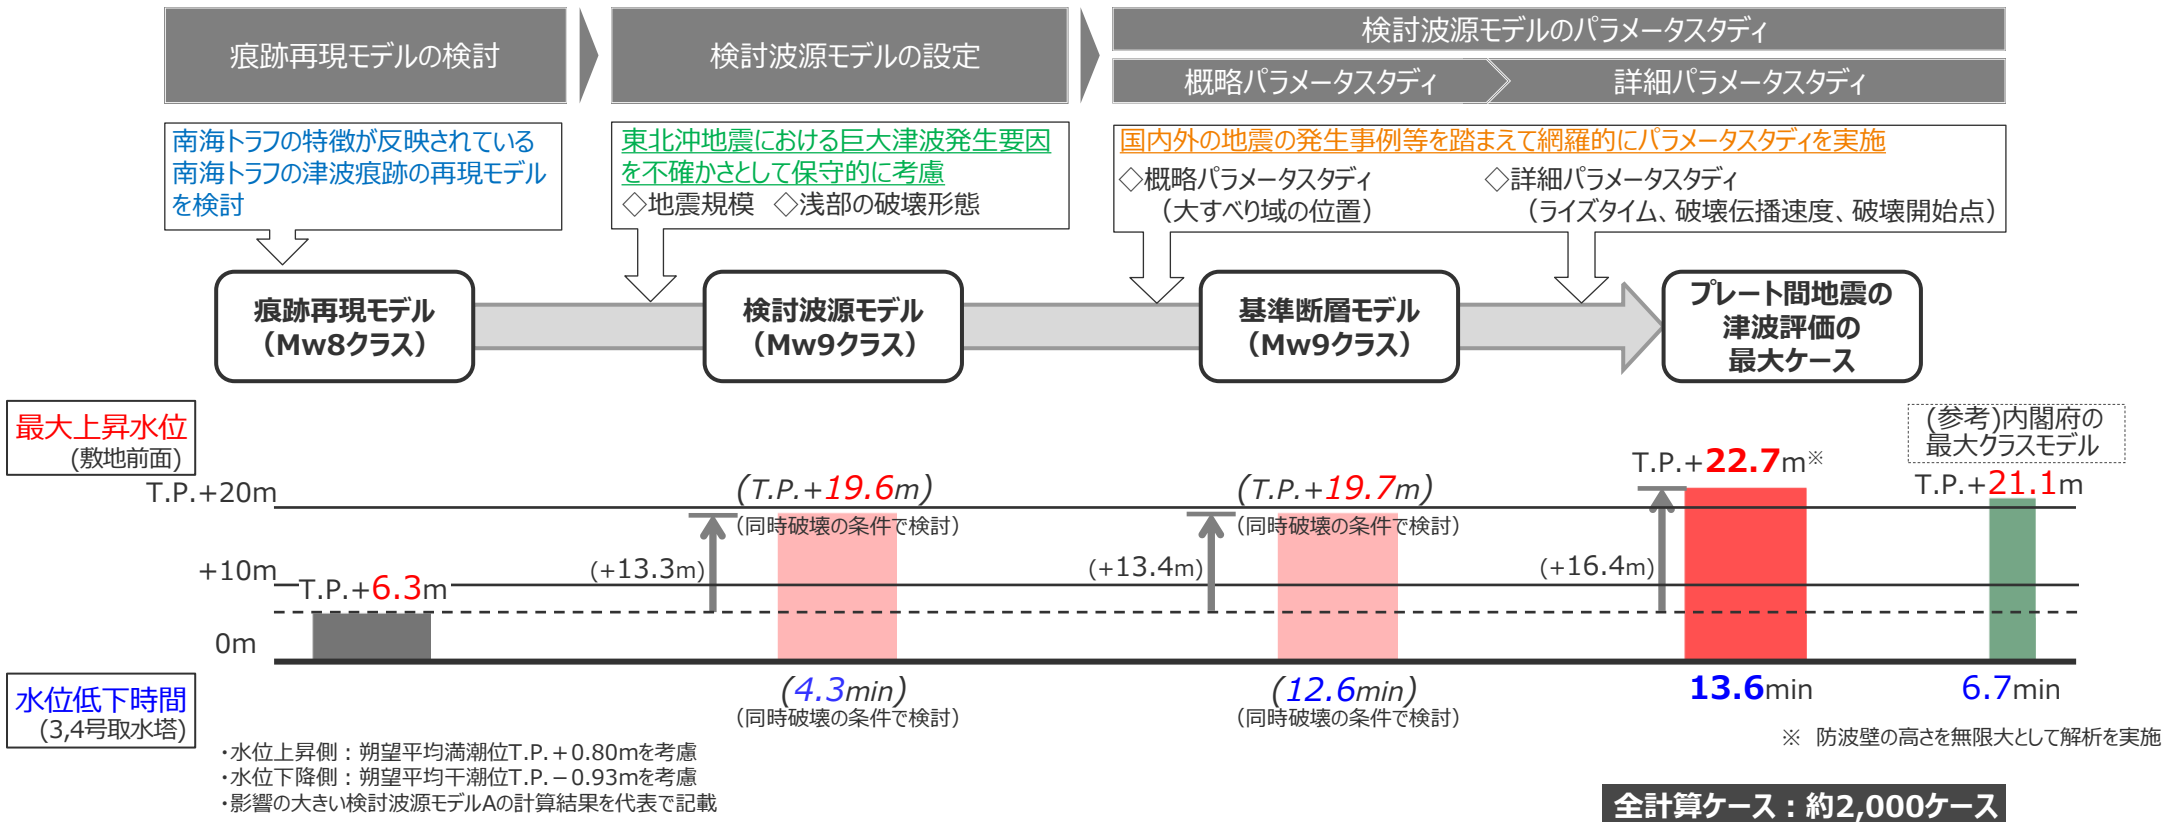 痕跡再現モデルの検討
検討波源モデルの設定
検討波源モデルのパラメータスタディ
概略パラメータスタディ
詳細パラメータスタディ
南海トラフの特徴が反映されている
南海トラフの津波痕跡の再現モデル
を検討
東北沖地震における巨大津波発生要因
を不確かさとして保守的に考慮
◇地震規模 ◇浅部の破壊形態
国内外の地震の発生事例等を踏まえて網羅的にパラメータスタディを実施
◇概略パラメータスタディ
（大すべり域の位置）
◇詳細パラメータスタディ
（ライズタイム、破壊伝播速度、破壊開始点）
痕跡再現モデル
（Mw8クラス）
検討波源モデル
（Mw9クラス）
基準断層モデル
（Mw9クラス）
プレート間地震の
津波評価の
最大ケース
最大上昇水位
(敷地前面)
(参考)内閣府の
最大クラスモデル
T.P.+20m
+10m
0m
T.P.+6.3m
(T.P.+19.6m)
（同時破壊の条件で検討）
(+13.3m)
(T.P.+19.7m)
（同時破壊の条件で検討）
(+13.4m)
T.P.+22.7m※
(+16.4m)
T.P.+21.1m
水位低下時間
(3,4号取水塔)
(4.3min)
（同時破壊の条件で検討）
(12.6min)
（同時破壊の条件で検討）
13.6min
6.7min
※ 防波壁の高さを無限大として解析を実施
・水位上昇側：朔望平均満潮位T.P.＋0.80mを考慮
・水位下降側：朔望平均干潮位T.P.－0.93mを考慮
・影響の大きい検討波源モデルAの計算結果を代表で記載
全計算ケース：約2,000ケース